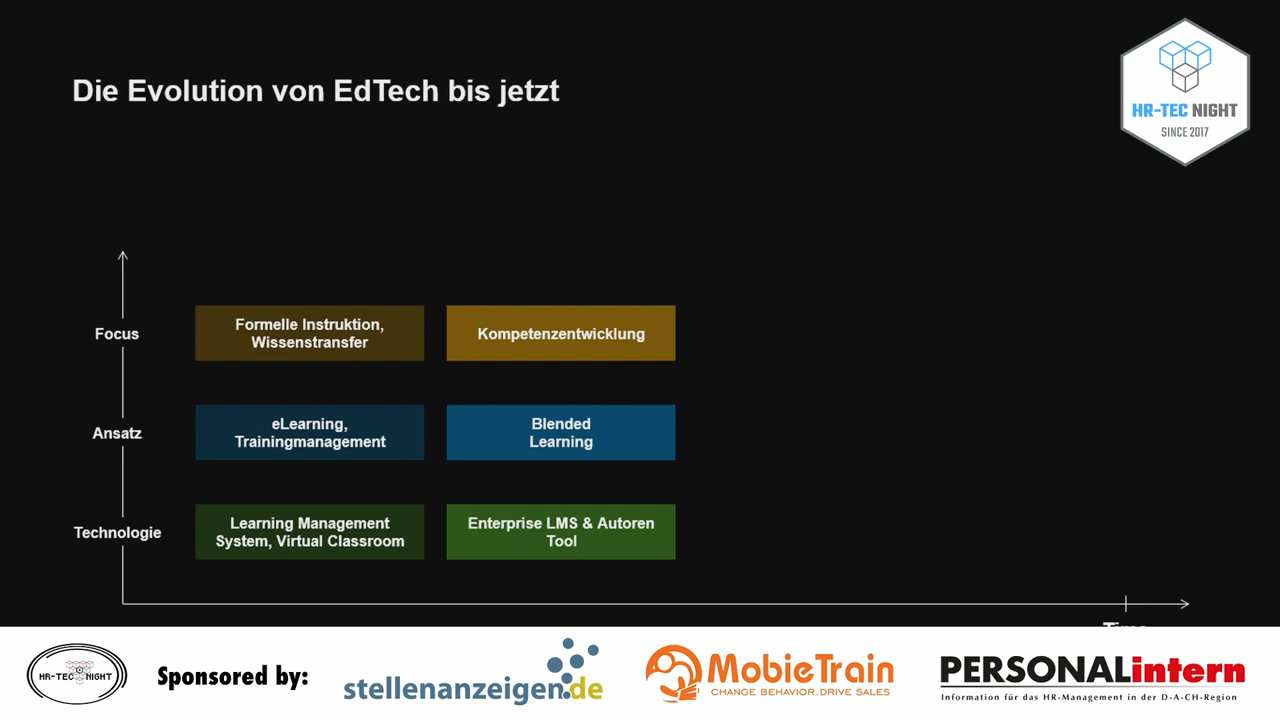 Die Evolution von EdTech bis jetzt
HR-TEC NIGHT
SINCE 2017
Focus
Formelle Instruktion,
Wissenstransfer
Kompetenzentwicklung
Ansatz
eLearning,
Trainingmanagement
Blended
Learning
Technologie
Learning Management
System, Virtual Classroom
Enterprise LMS & Autoren
Tool
Time
HR-TEC NIGHT
Sponsored by:
stellenanzeigen.de
MobieTrain
CHANGE BEHAVIOR.DRIVE SALES
PERSONALintern
Information für das HR-Management in der D-A-CH-Region